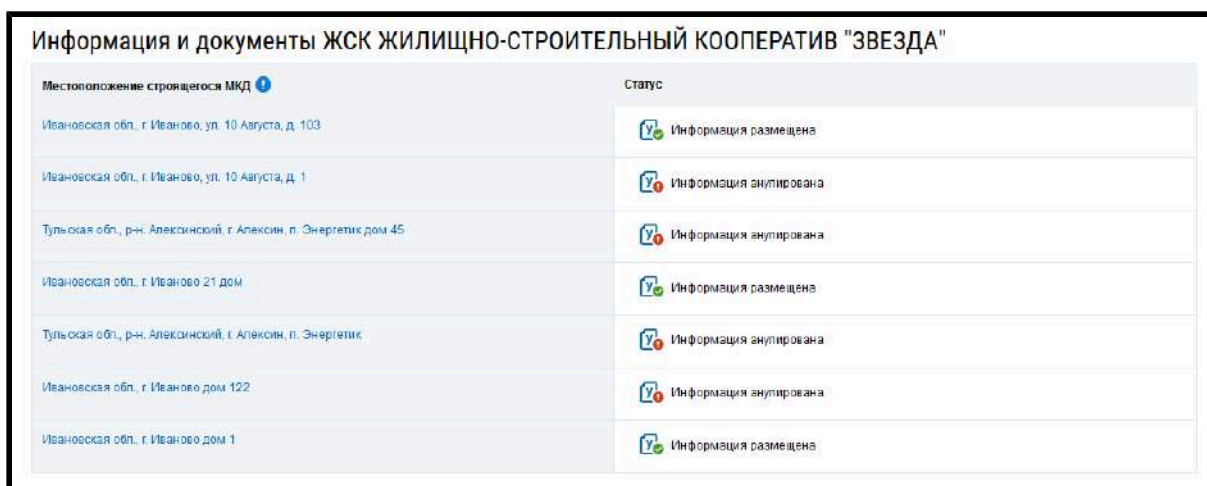 Информация и документы ЖСК ЖИЛИЩНО-СТРОИТЕЛЬНЫЙ КООПЕРАТИВ "ЗВЕЗДА"
Местоположение строящегося МКД Статус
Ивановская обл., г. Иваново, ул. 10 Августа, д. 103 Информация размещена
Ивановская обл., г. Иваново, ул. 10 Августа, д. 1 Информация анулирована
Тульская обл., р-н. Алексинский, г. Алексин, п. Энергетик дом 45 Информация анулирована
Ивановская обл., г. Иваново 21 дом Информация размещена
Тульская обл., р-н. Алексинский, г. Алексин, п. Энергетик Информация анулирована
Ивановская обл., г. Иваново дом 122 Информация анулирована
Ивановская обл., г. Иваново дом 1 Информация размещена